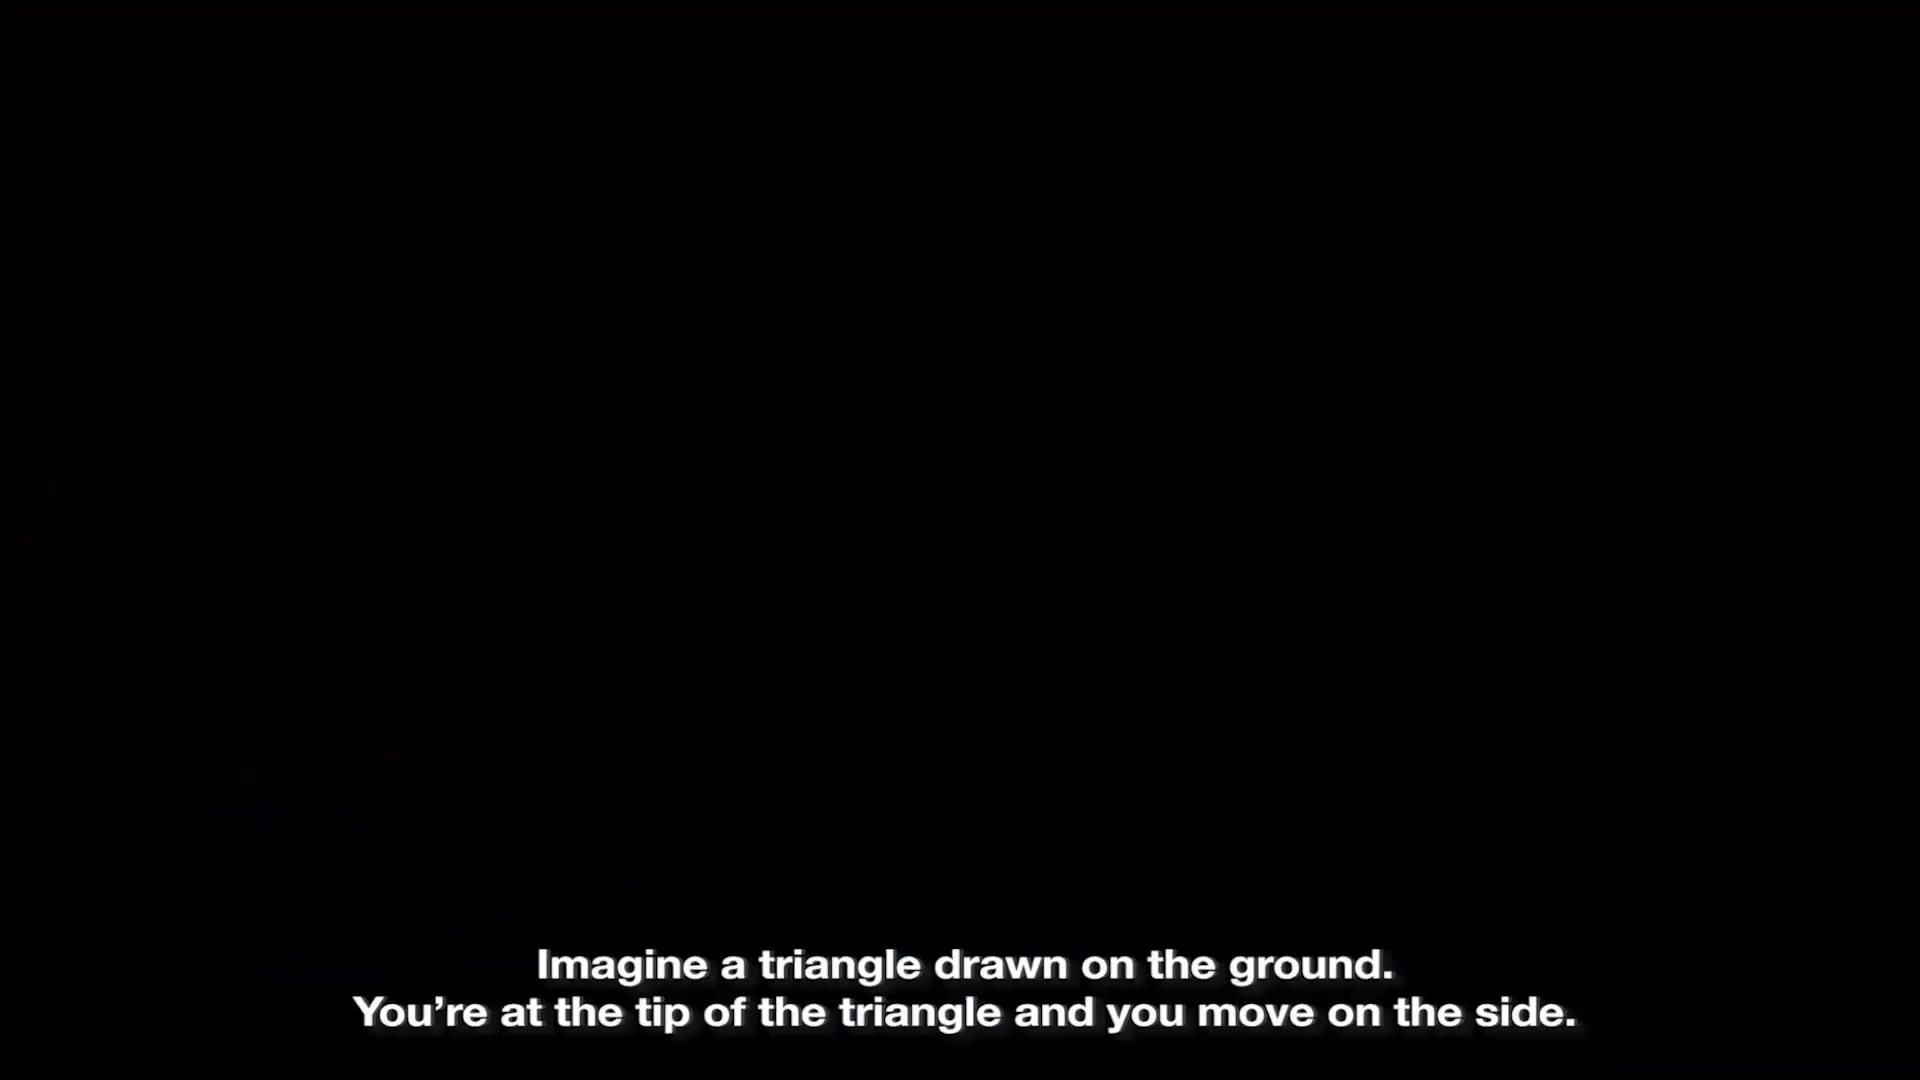 Imagine a triangle drawn on the ground.
You’re at the tip of the triangle and you move on the side.